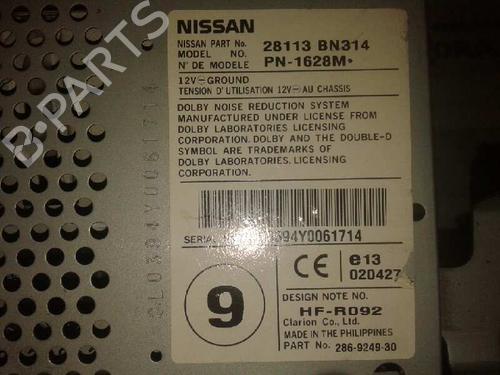 NISSAN
NISSAN PART No. 28113 BN314
MODEL NO.
N° DE MODELE PN-1628M•
12V⎓GROUND
TENSION D'UTILISATION 12V⎓AU CHASSIS
DOLBY NOISE REDUCTION SYSTEM
MANUFACTURED UNDER LICENSE FROM
DOLBY LABORATORIES LICENSING
CORPORATION. DOLBY AND THE DOUBLE-D
SYMBOL ARE TRADEMARKS OF
DOLBY LABORATORIES. LICENSING
CORPORATION.
SERIAL
0394Y0061714
9
CE
e13
020427
DESIGN NOTE NO.
HF-R092
Clarion Co., Ltd.
MADE IN THE PHILIPPINES
PART No. 286-9249-30
CL0394Y0061714
B-PARTS